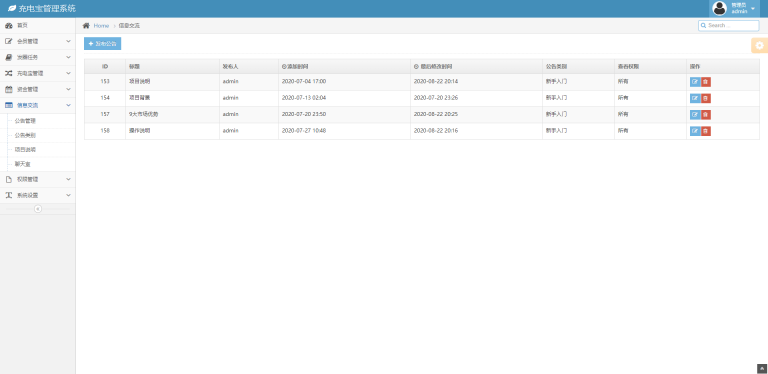 充电宝管理系统
管理员
admin
首页
会员管理
加盟任务
充电宝管理
资金管理
信息交流
公告管理
公告类别
项目进展
聊天室
权限管理
系统设置
Home
信息交流
Search ...
发布公告
ID 标题 发布人 添加时间 最后修改时间 公告类别 查看权限 操作
153 项目说明 admin 2020-07-04 17:00 2020-08-22 20:14 新手入门 所有
154 项目背景 admin 2020-07-13 02:04 2020-07-20 23:26 新手入门 所有
157 9大市场优势 admin 2020-07-20 23:50 2020-08-22 20:25 新手入门 所有
158 操作说明 admin 2020-07-27 10:48 2020-08-22 20:16 新手入门 所有